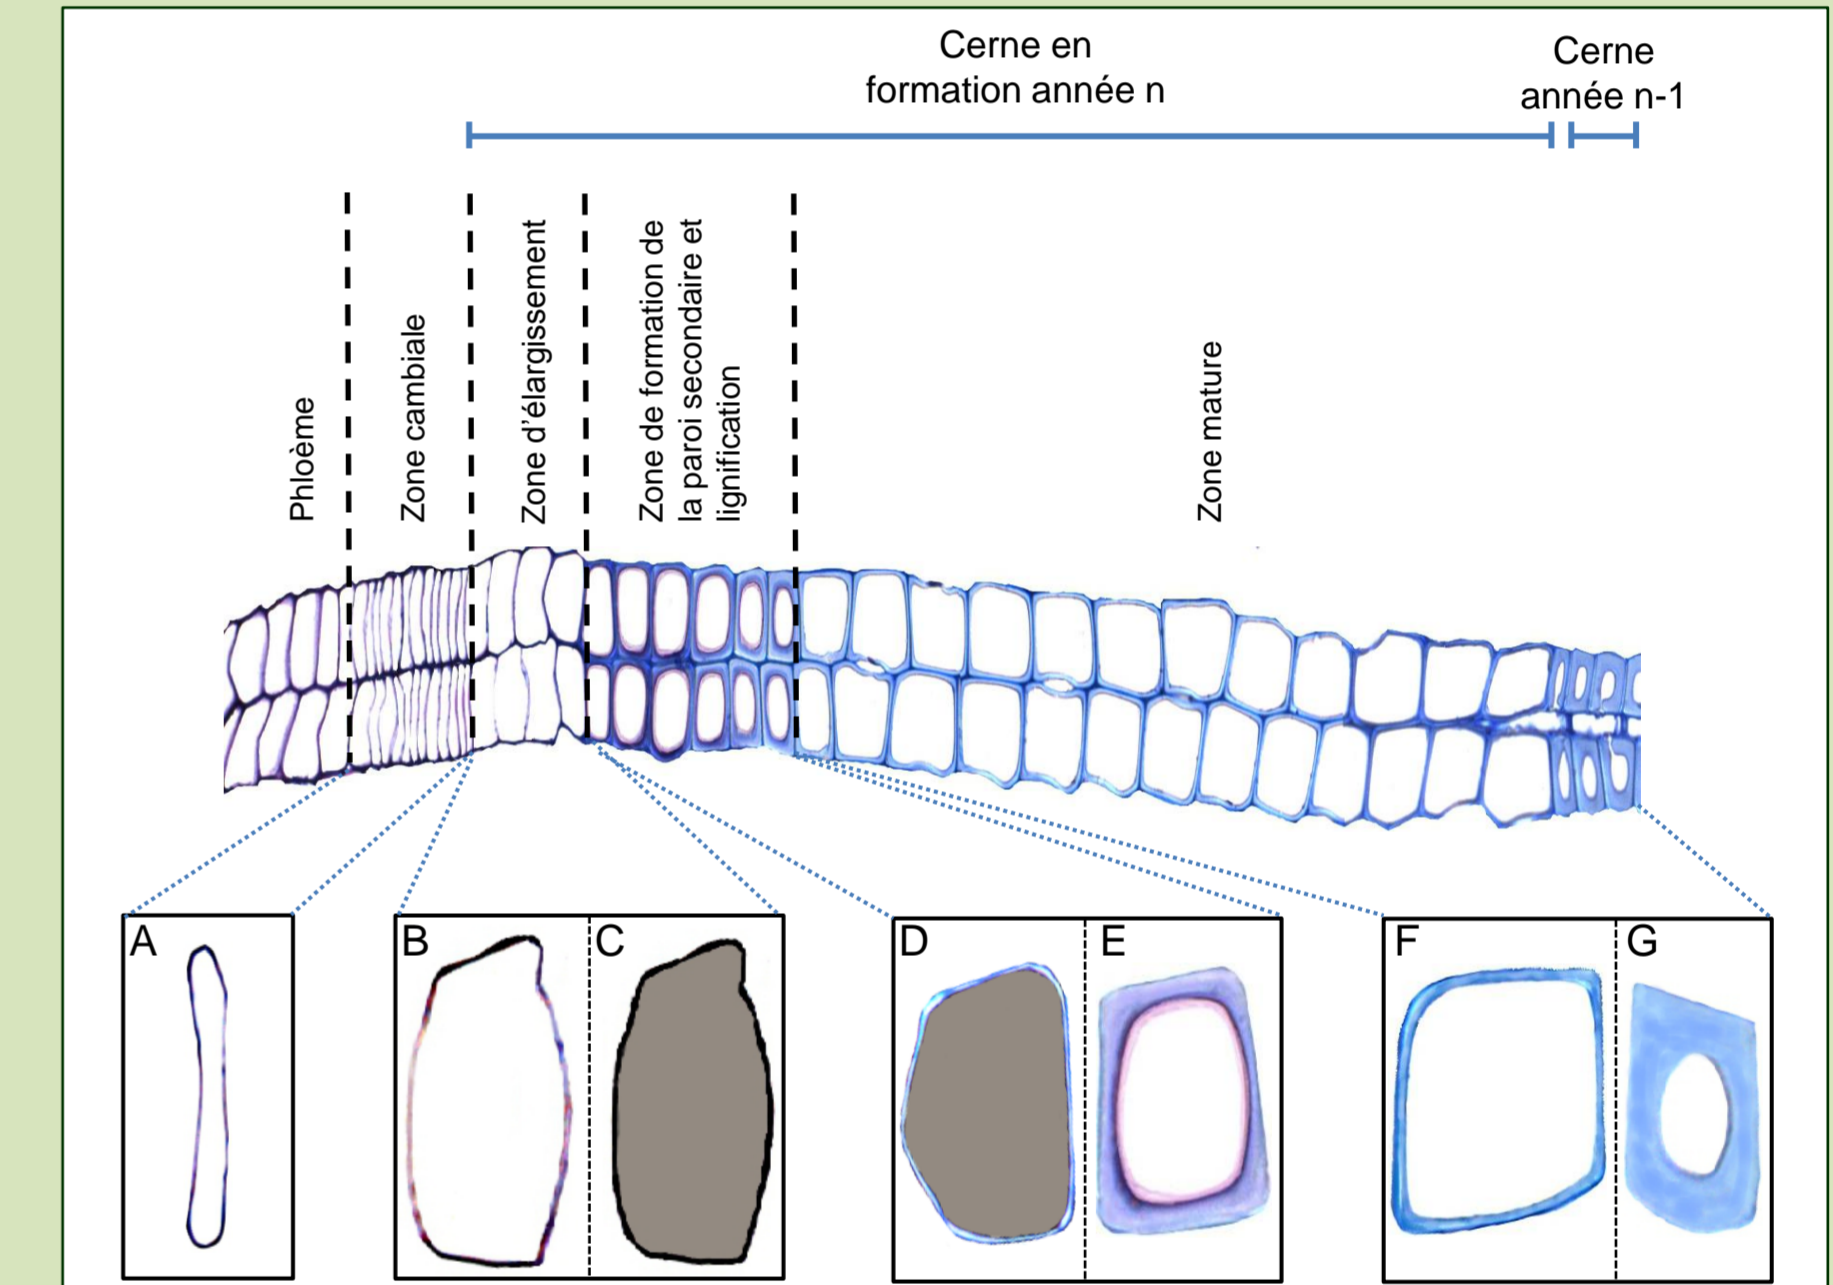 Cerne en
formation année n
Cerne
année n-1
Phloème
Zone cambiale
Zone d'élargissement
Zone de formation de
la paroi secondaire et
lignification
Zone mature
A
B
C
D
E
F
G